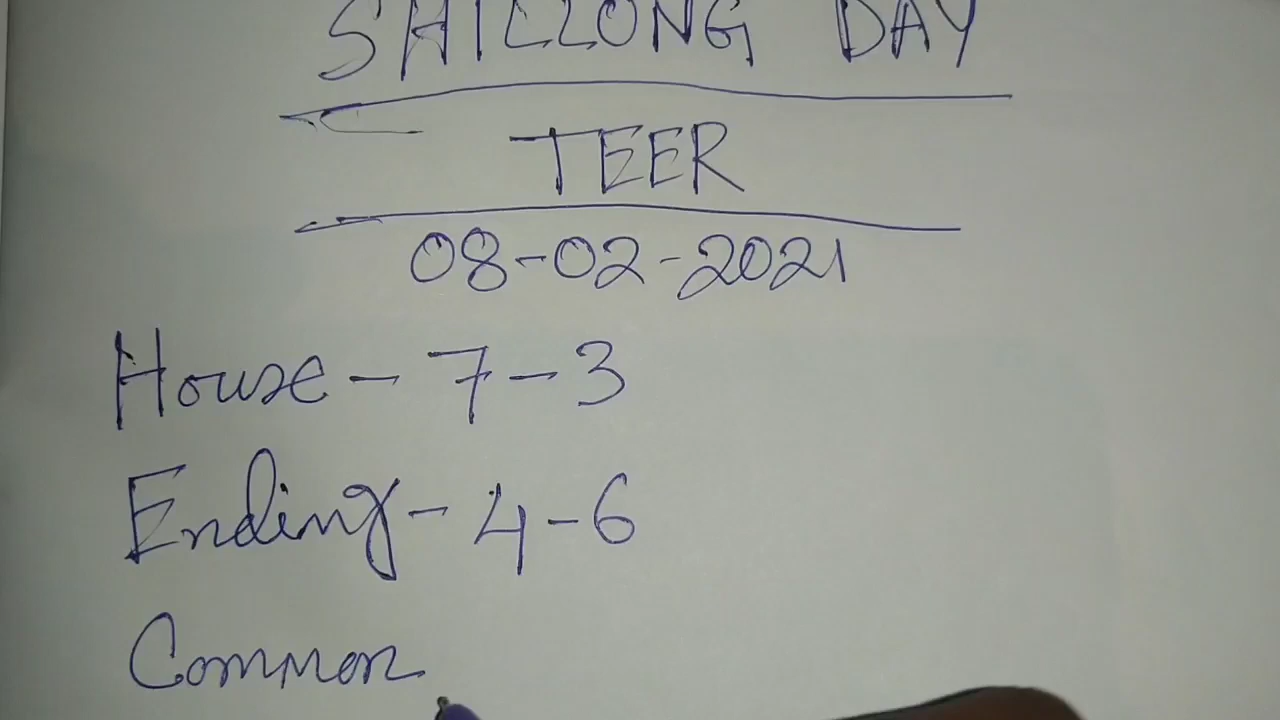 SHILLONG DAY
TEER
08-02-2021
House - 7 - 3
Ending - 4 - 6
Common